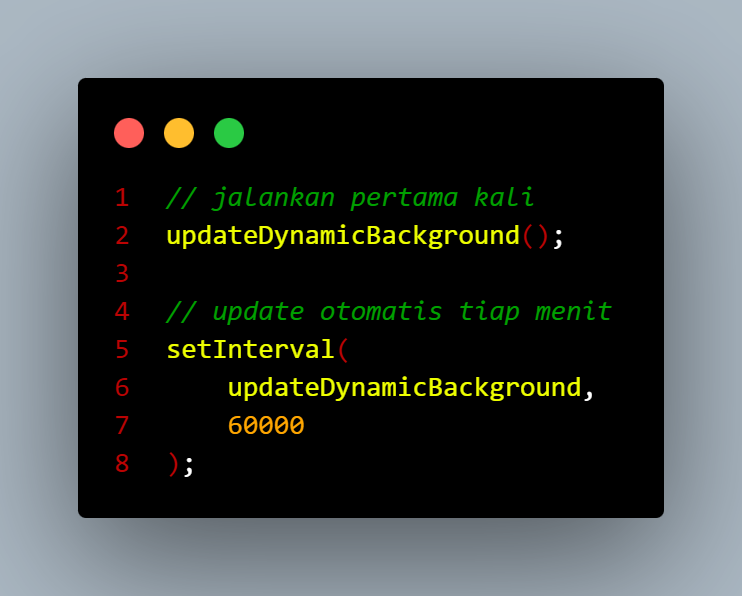 1 // jalankan pertama kali
2 updateDynamicBackground();
3
4 // update otomatis tiap menit
5 setInterval(
6     updateDynamicBackground,
7     60000
8 );